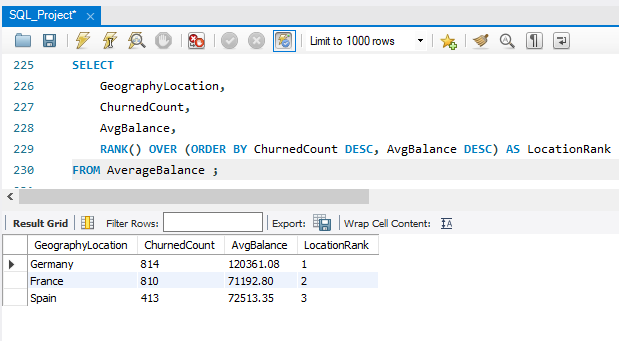 SQL_Project*
Limit to 1000 rows
225 SELECT
226 GeographyLocation,
227 ChurnedCount,
228 AvgBalance,
229 RANK() OVER (ORDER BY ChurnedCount DESC, AvgBalance DESC) AS LocationRank
230 FROM AverageBalance ;
Result Grid Filter Rows: Export: Wrap Cell Content:
GeographyLocation ChurnedCount AvgBalance LocationRank
Germany 814 120361.08 1
France 810 71192.80 2
Spain 413 72513.35 3